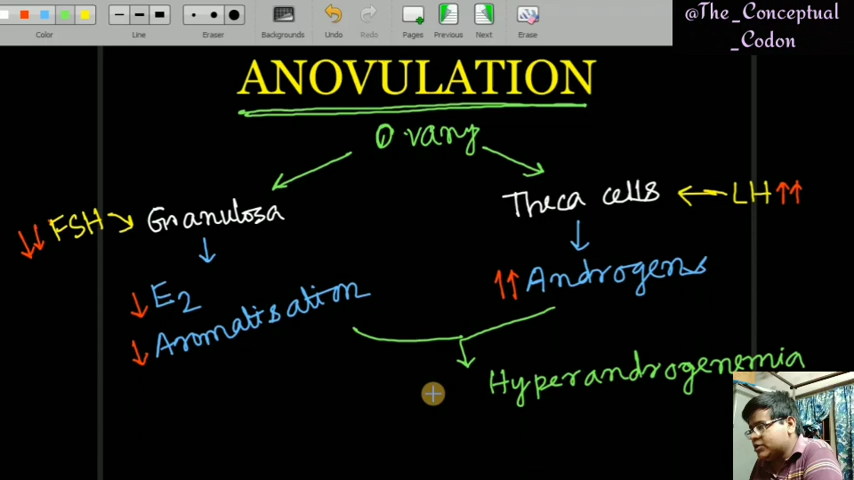 @The_Conceptual
_Codon
Color
Line
Eraser
Backgrounds
Undo
Redo
Pages
Previous
Next
Erase
ANOVULATION
Ovary
↓↓ FSH → Granulosa
Theca cells ← LH ↑↑
↓ E2
↑↑ Androgens
↓ Aromatisation
Hyperandrogenemia